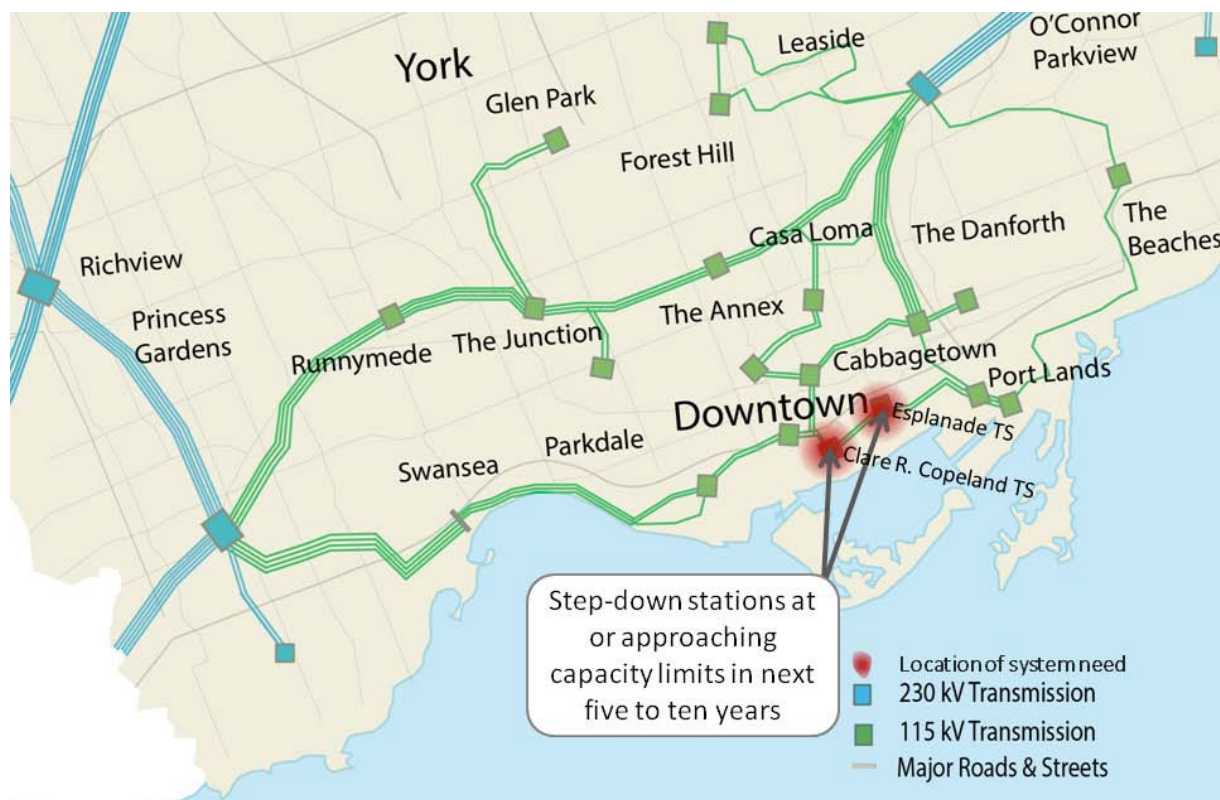 O'Connor
Parkview
Leaside
York
Glen Park
Forest Hill
Casa Loma
The Danforth
The
Beaches
Richview
Princess
Gardens
Runnymede
The Junction
The Annex
Cabbagetown
Port Lands
Downtown
Esplanade TS
Parkdale
Swansea
Clare R. Copeland TS
Step-down stations at
or approaching
capacity limits in next
five to ten years
Location of system need
230 kV Transmission
115 kV Transmission
Major Roads & Streets